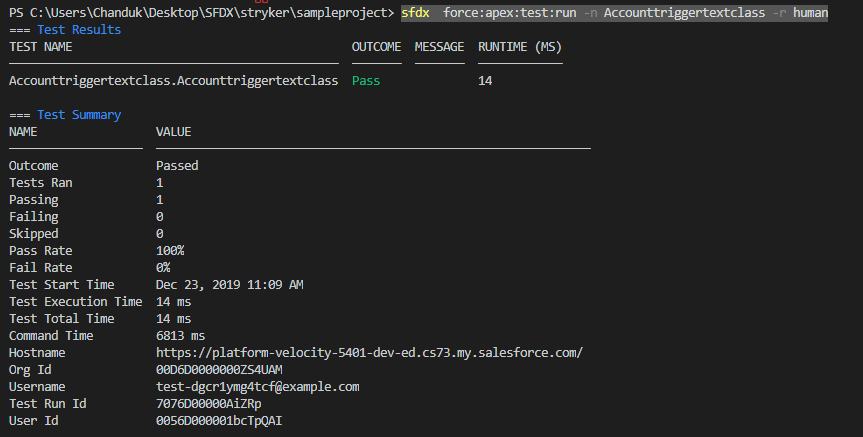 PS C:\Users\Chanduk\Desktop\SFDX\stryker\sampleproject> sfdx  force:apex:test:run -n Accounttriggertextclass -r human
=== Test Results
TEST NAME OUTCOME MESSAGE RUNTIME (MS)
Accounttriggertextclass.Accounttriggertextclass Pass 14
=== Test Summary
NAME VALUE
Outcome Passed
Tests Ran 1
Passing 1
Failing 0
Skipped 0
Pass Rate 100%
Fail Rate 0%
Test Start Time Dec 23, 2019 11:09 AM
Test Execution Time 14 ms
Test Total Time 14 ms
Command Time 6813 ms
Hostname https://platform-velocity-5401-dev-ed.cs73.my.salesforce.com/
Org Id 00D6D0000000ZS4UAM
Username test-dgcr1ymg4tcf@example.com
Test Run Id 7076D00000AiZRp
User Id 0056D000001bcTpQAI